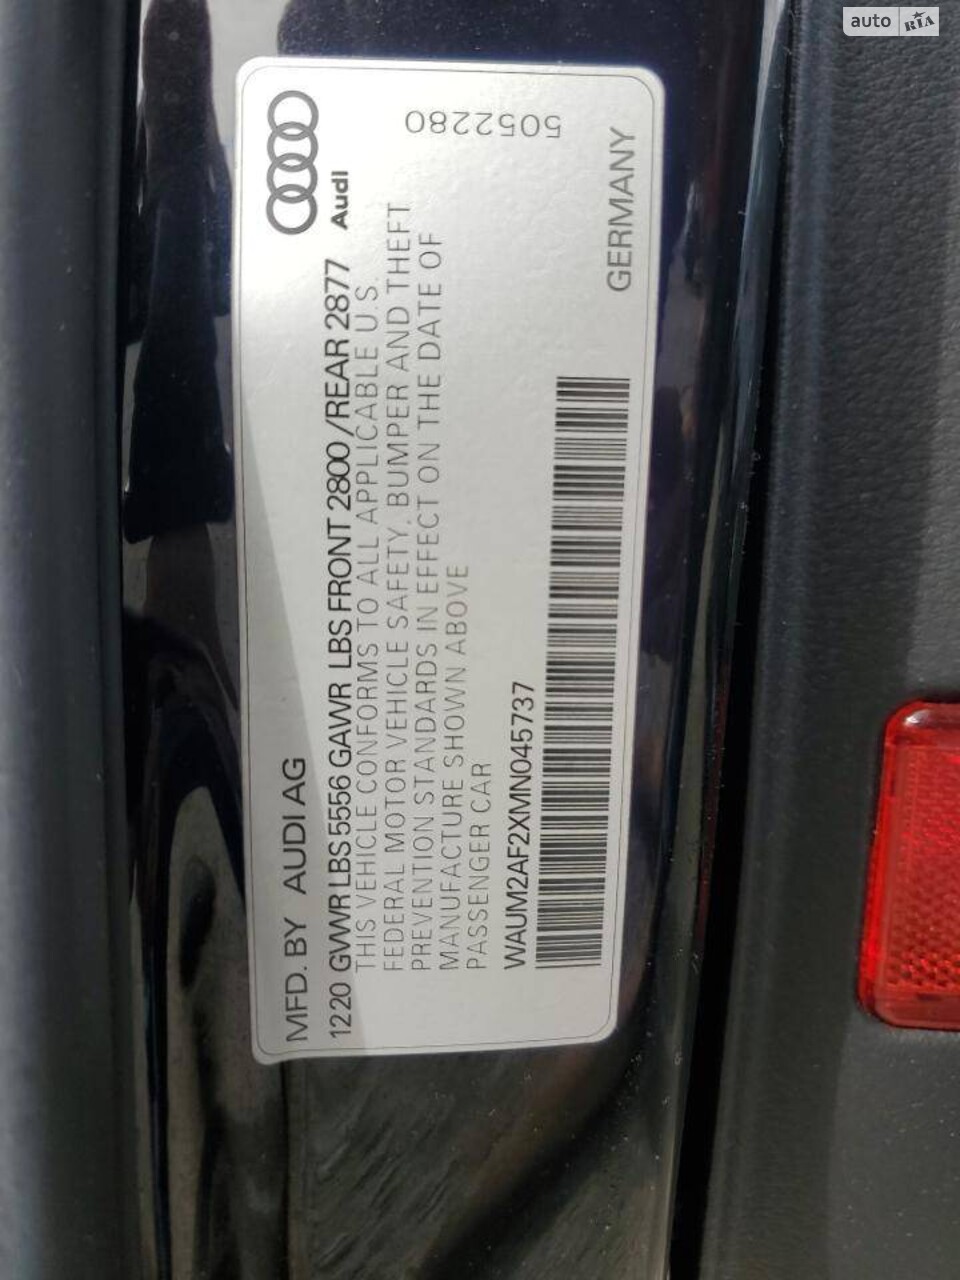 MFD. BY AUDI AG
Audi
1220 GVWR LBS 5556 GAWR LBS FRONT 2800 /REAR 2877
THIS VEHICLE CONFORMS TO ALL APPLICABLE U.S.
FEDERAL MOTOR VEHICLE SAFETY, BUMPER AND THEFT
PREVENTION STANDARDS IN EFFECT ON THE DATE OF
MANUFACTURE SHOWN ABOVE
PASSENGER CAR
WAUM2AF2XMN045737
5052280
GERMANY
auto RIA